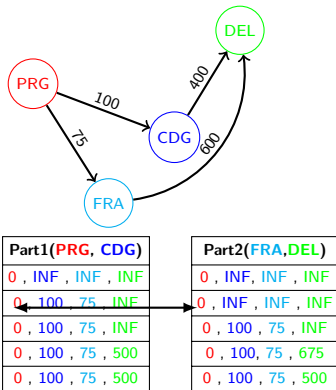 DEL
PRG
100
400
CDG
75
600
FRA
Part1(PRG, CDG)
0 , INF , INF , INF
0 , 100 , 75 , INF
0 , 100 , 75 , INF
0 , 100 , 75 , 500
0 , 100 , 75 , 500
Part2(FRA,DEL)
0 , INF , INF , INF
0 , INF , INF , INF
0 , 100 , 75 , INF
0 , 100, 75 , 675
0 , 100 , 75 , 500